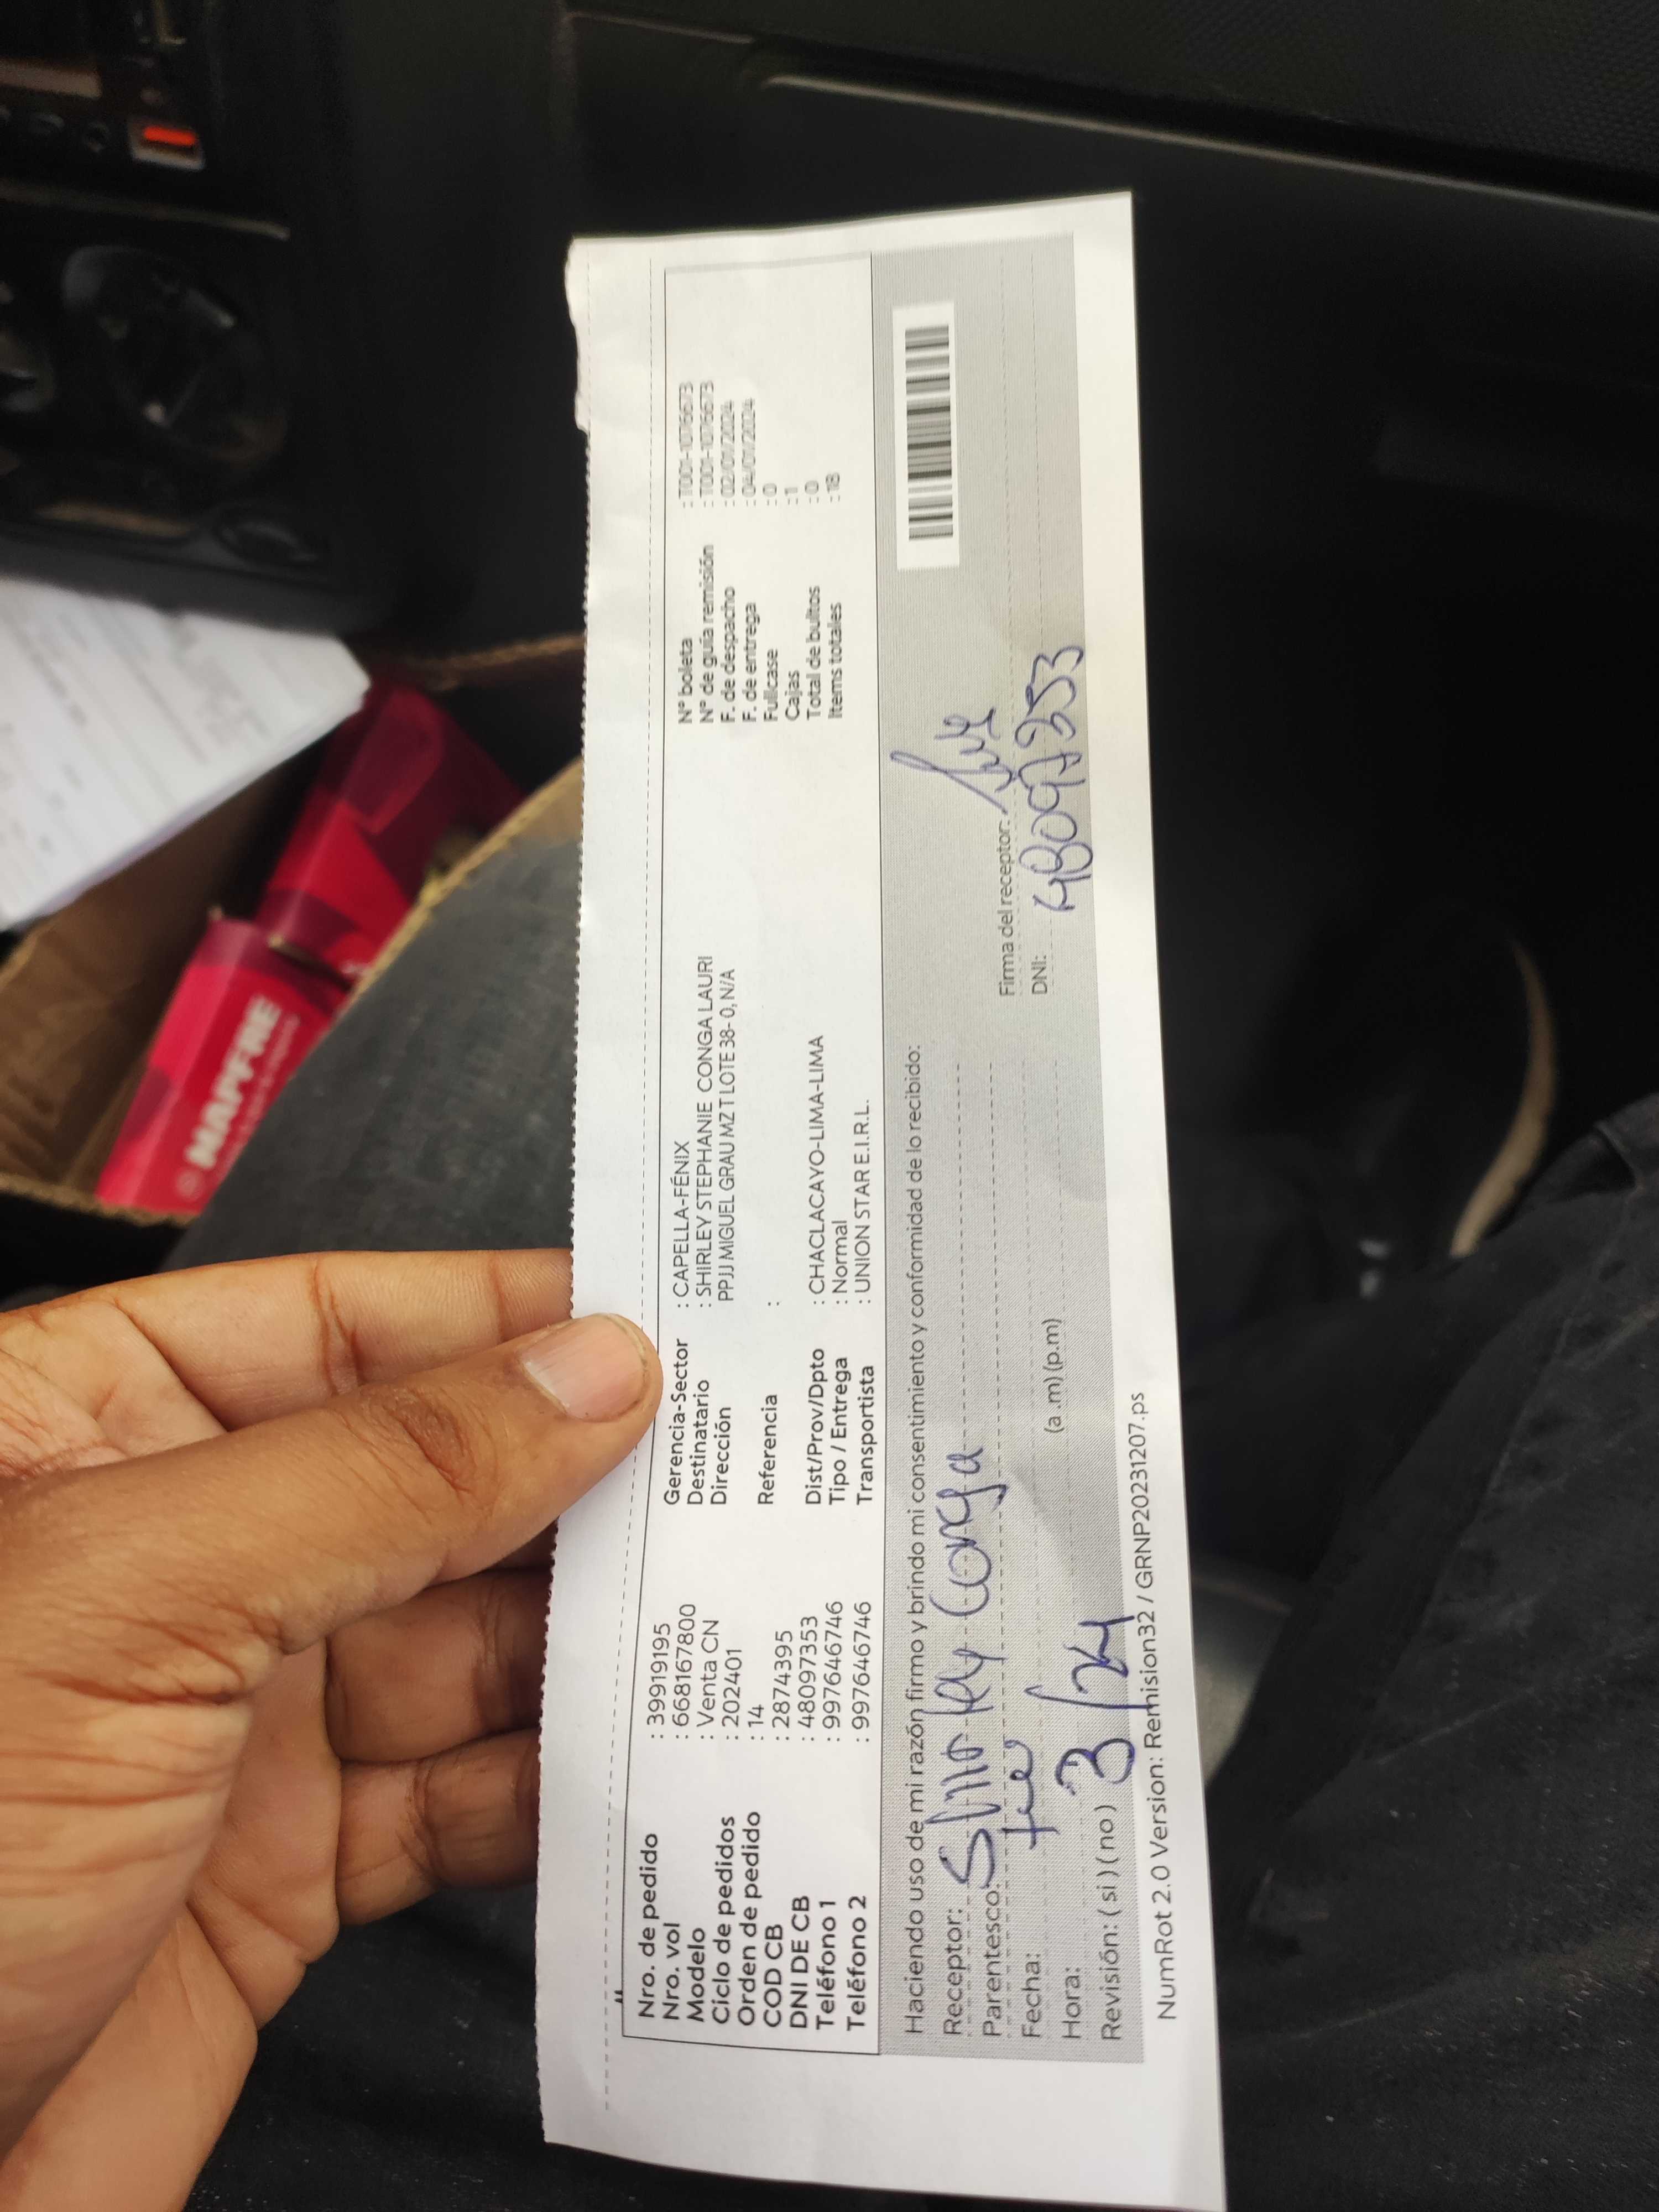 Nro. de pedido : 39919195
Nro. vol : 668167800
Modelo : Venta CN
Ciclo de pedidos : 202401
Orden de pedido : 14
COD CB : 2874395
DNI DE CB : 48097353
Teléfono 1 : 997646746
Teléfono 2 : 997646746
Gerencia-Sector : CAPELLA-FÉNIX
Destinatario : SHIRLEY STEPHANIE CONGA LAURI
Dirección PPJJ MIGUEL GRAU MZ T LOTE 38- 0, N/A
Referencia :
Dist/Prov/Dpto : CHACLACAYO-LIMA-LIMA
Tipo / Entrega : Normal
Transportista : UNION STAR E.I.R.L.
N° boleta : T001-1076673
N° de guía remisión : T001-1076673
F. de despacho : 02/01/2024
F. de entrega : 04/01/2024
Fullcase : 0
Cajas : 1
Total de bultos : 0
Items totales : 18
Haciendo uso de mi razón firmo y brindo mi consentimiento y conformidad de lo recibido:
Receptor: Conga
Parentesco:
Fecha:
Hora: (a .m) (p.m)
Revisión: ( si ) ( no )
3/24
Firma del receptor:
DNI: 48097353
NumRot 2.0 Version: Remision32 / GRNP20231207.ps
MAPFRE